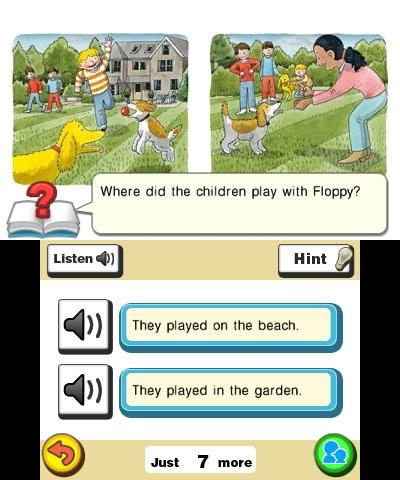 Where did the children play with Floppy?
?
Listen
Hint
They played on the beach.
They played in the garden.
Just 7 more